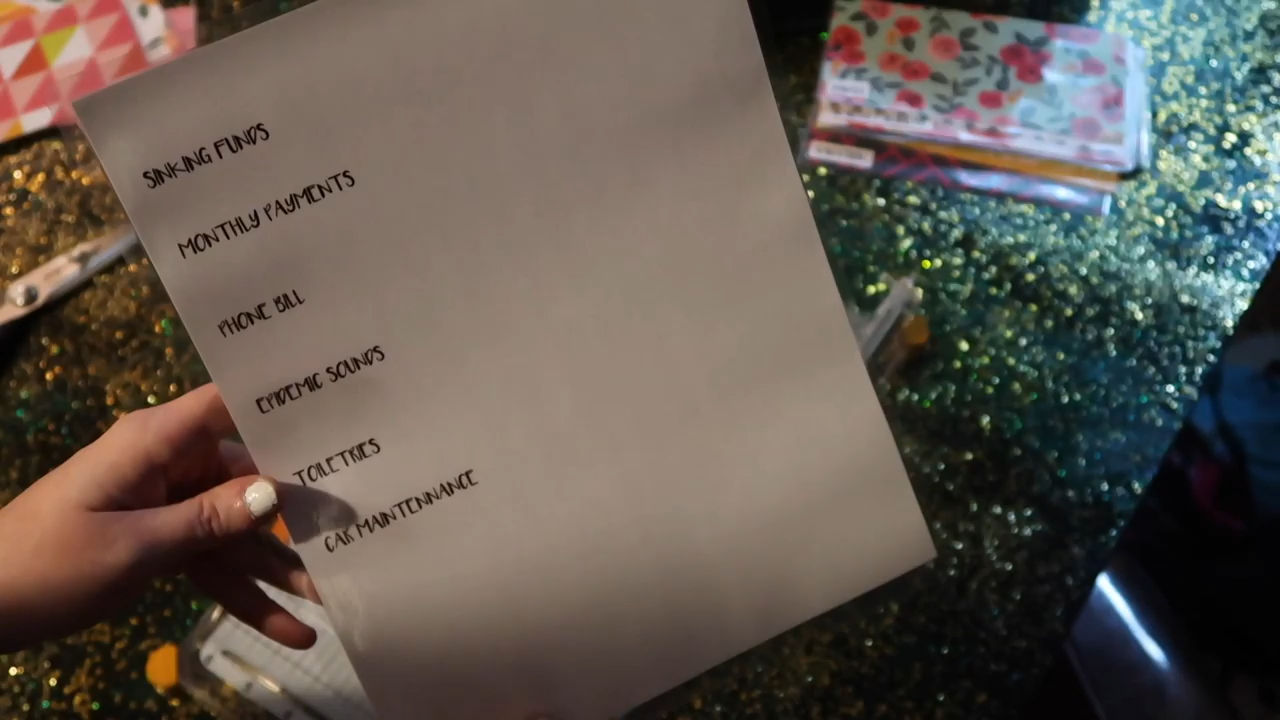 SINKING FUNDS
MONTHLY PAYMENTS
PHONE BILL
EPIDEMIC SOUNDS
TOILETRIES
CAR MAINTENNANCE